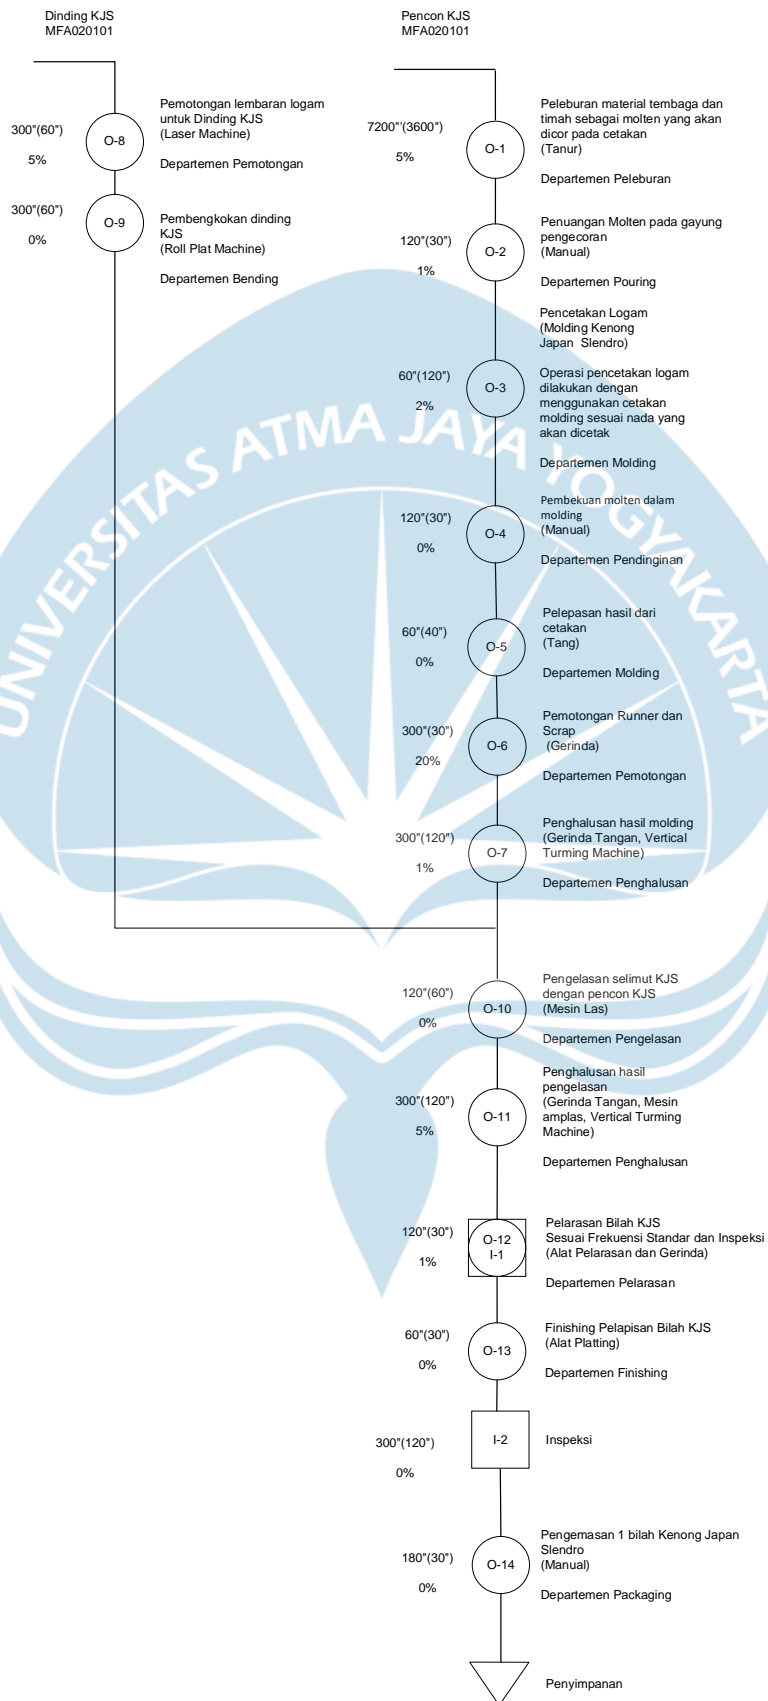 Dinding KJS
MFA020101
300"(60")
5%
O-8
Pemotongan lembaran logam
untuk Dinding KJS
(Laser Machine)
Departemen Pemotongan
300"(60")
0%
O-9
Pembengkokan dinding
KJS
(Roll Plat Machine)
Departemen Bending
Pencon KJS
MFA020101
7200"'(3600")
5%
O-1
Peleburan material tembaga dan
timah sebagai molten yang akan
dicor pada cetakan
(Tanur)
Departemen Peleburan
120"(30")
1%
O-2
Penuangan Molten pada gayung
pengecoran
(Manual)
Departemen Pouring
Pencetakan Logam
(Molding Kenong
Japan Slendro)
60"(120")
2%
O-3
Operasi pencetakan logam
dilakukan dengan
menggunakan cetakan
molding sesuai nada yang
akan dicetak
Departemen Molding
120"(30")
0%
O-4
Pembekuan molten dalam
molding
(Manual)
Departemen Pendinginan
60"(40")
0%
O-5
Pelepasan hasil dari
cetakan
(Tang)
Departemen Molding
300"(30")
20%
O-6
Pemotongan Runner dan
Scrap
(Gerinda)
Departemen Pemotongan
300"(120")
1%
O-7
Penghalusan hasil molding
(Gerinda Tangan, Vertical
Turming Machine)
Departemen Penghalusan
120"(60")
0%
O-10
Pengelasan selimut KJS
dengan pencon KJS
(Mesin Las)
Departemen Pengelasan
300"(120")
5%
O-11
Penghalusan hasil
pengelasan
(Gerinda Tangan, Mesin
amplas, Vertical Turming
Machine)
Departemen Penghalusan
120"(30")
1%
O-12
I-1
Pelarasan Bilah KJS
Sesuai Frekuensi Standar dan Inspeksi
(Alat Pelarasan dan Gerinda)
Departemen Pelarasan
60"(30")
0%
O-13
Finishing Pelapisan Bilah KJS
(Alat Platting)
Departemen Finishing
300"(120")
0%
I-2
Inspeksi
180"(30")
0%
O-14
Pengemasan 1 bilah Kenong Japan
Slendro
(Manual)
Departemen Packaging
Penyimpanan
UNIVERSITAS ATMA JAYA YOGYAKARTA